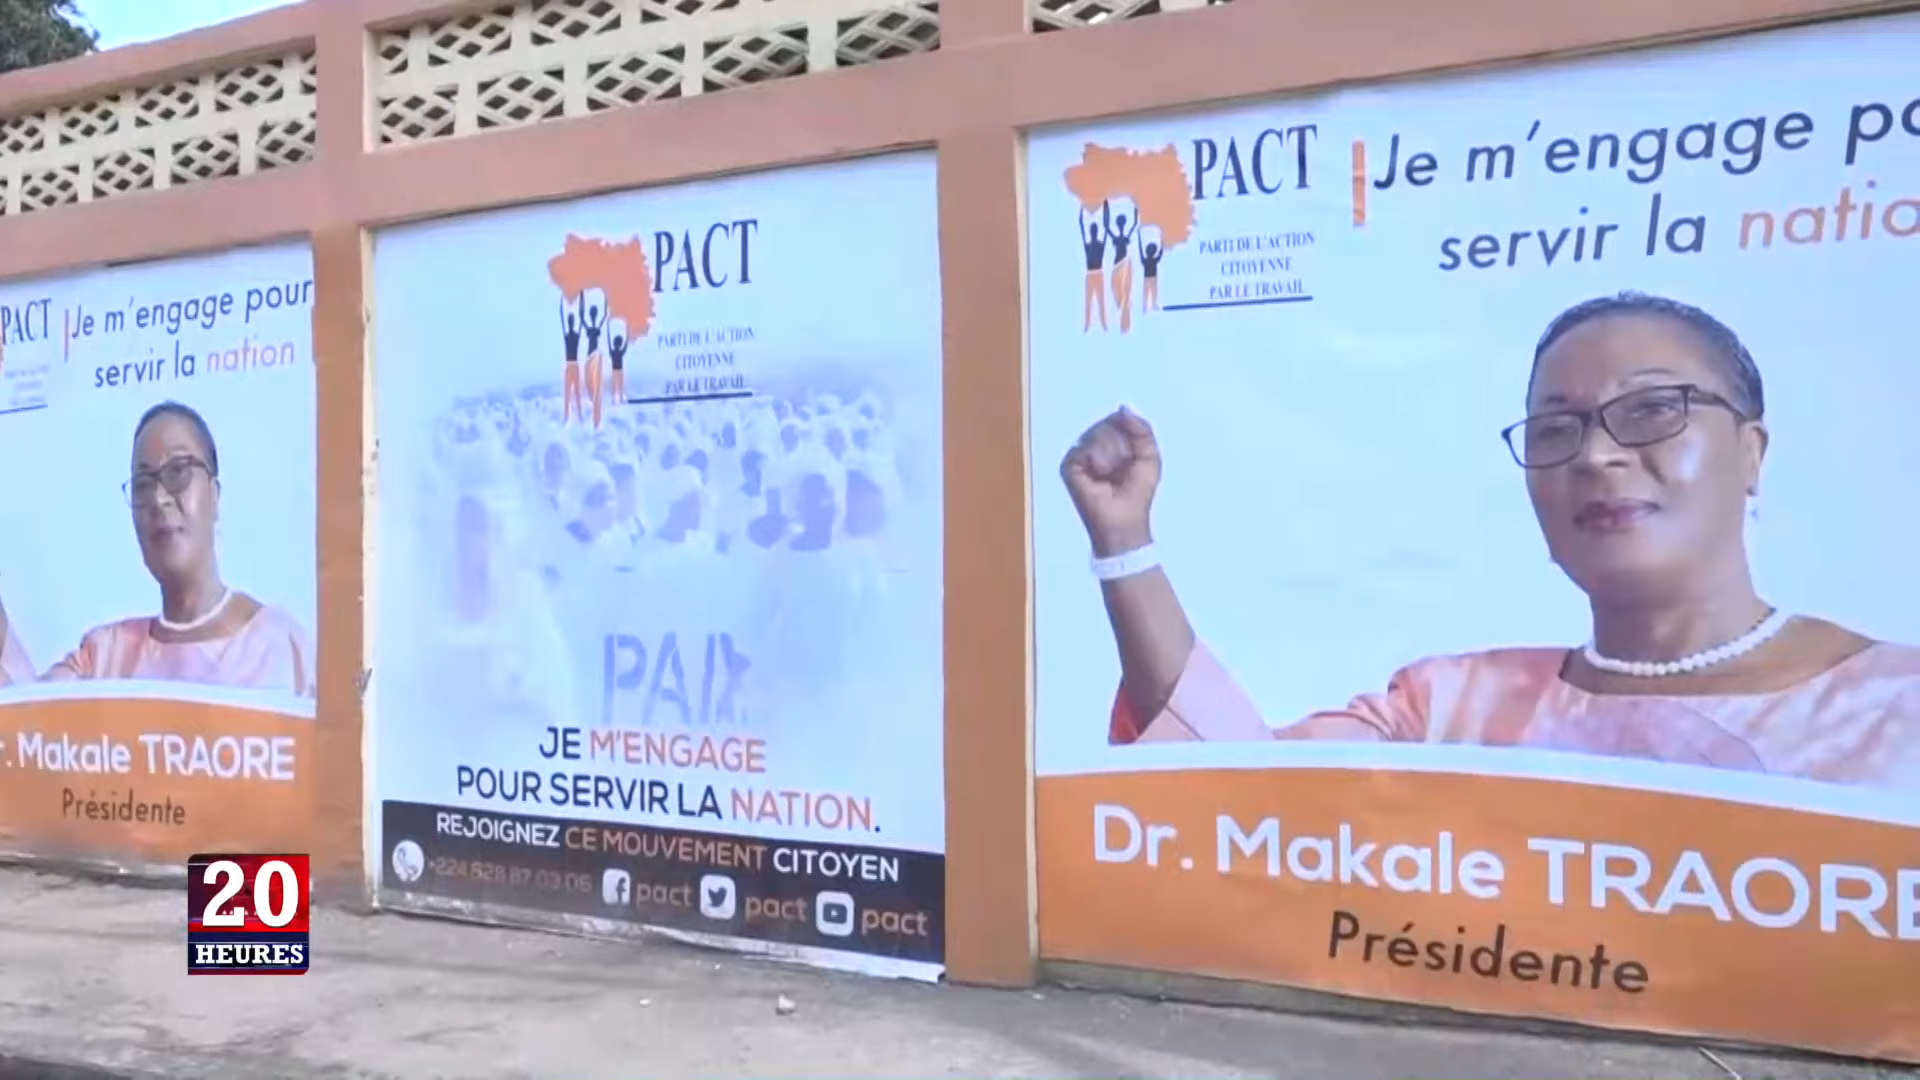 PACT
Je m'engage pour
servir la nation
Dr. Makale TRAORE
Présidente
PACT
PARTI DE L'ACTION
CITOYENNE
PAR LE TRAVAIL
JE M'ENGAGE
POUR SERVIR LA NATION.
REJOIGNEZ CE MOUVEMENT CITOYEN
+224 628 87 03 06 pact pact pact
PACT
PARTI DE L'ACTION
CITOYENNE
PAR LE TRAVAIL
Je m'engage po
servir la natio
Dr. Makale TRAORE
Présidente
20
HEURES